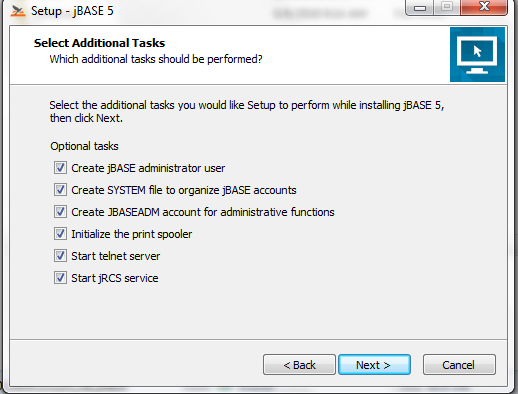 Setup - jBASE 5
Select Additional Tasks
Which additional tasks should be performed?
Select the additional tasks you would like Setup to perform while installing jBASE 5,
then click Next.
Optional tasks
Create jBASE administrator user
Create SYSTEM file to organize jBASE accounts
Create JBASEADM account for administrative functions
Initialize the print spooler
Start telnet server
Start jRCS service
< Back
Next >
Cancel